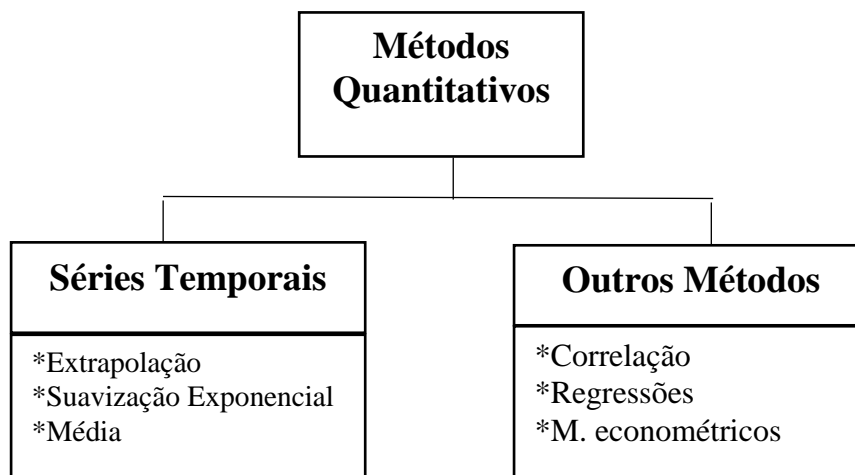 Métodos
Quantitativos
Séries Temporais
*Extrapolação
*Suavização Exponencial
*Média
Outros Métodos
*Correlação
*Regressões
*M. econométricos